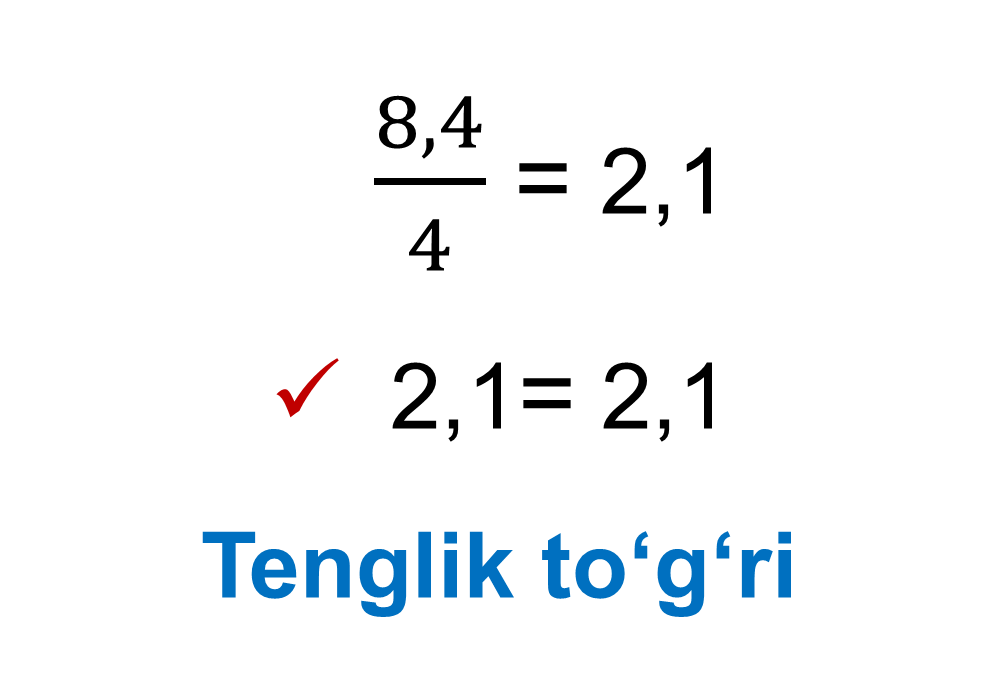 8,4/4 = 2,1
✓ 2,1= 2,1
Tenglik to‘g‘ri